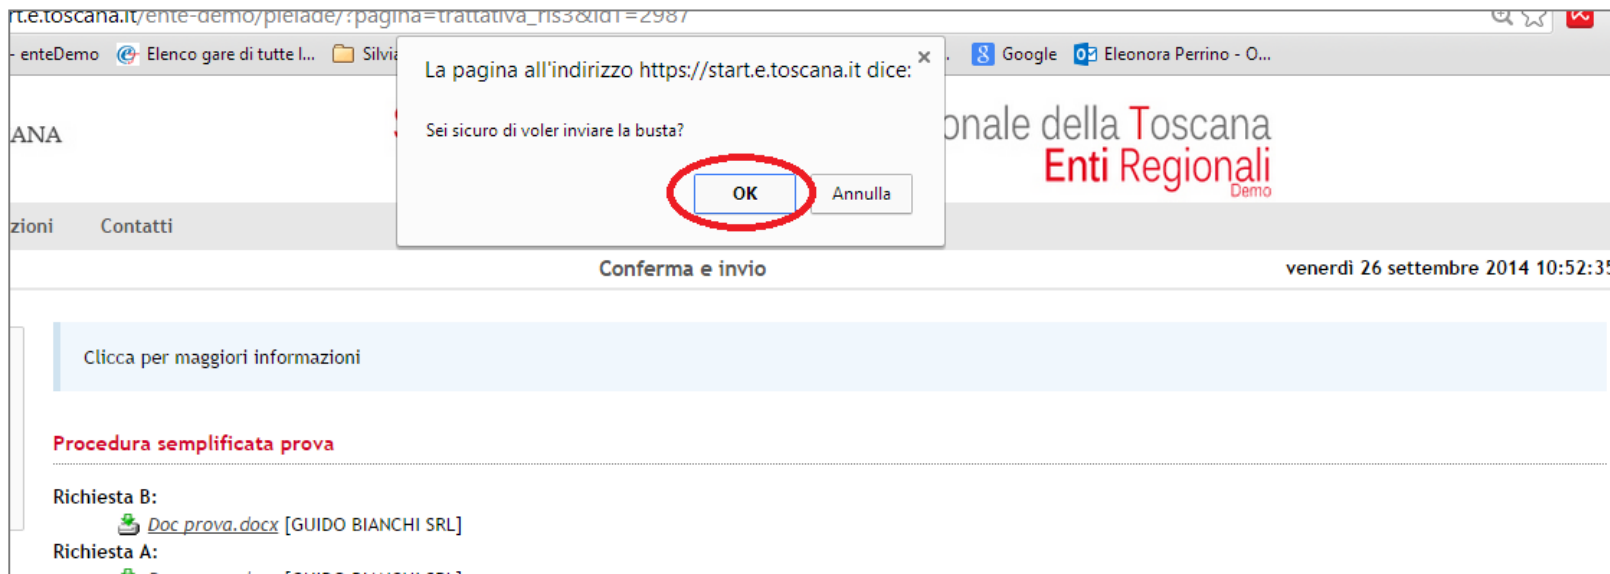 rt.e.toscana.it/ente-demo/pleiade/?pagina=trattativa_ris3&idT=2987
- enteDemo Elenco gare di tutte l... Silvia Google Eleonora Perrino - O...
La pagina all'indirizzo https://start.e.toscana.it dice:
Sei sicuro di voler inviare la busta?
OK Annulla
ANA
onale della Toscana
Enti Regionali
Demo
zioni Contatti
Conferma e invio
venerdì 26 settembre 2014 10:52:35
Clicca per maggiori informazioni
Procedura semplificata prova
Richiesta B:
Doc prova.docx [GUIDO BIANCHI SRL]
Richiesta A: